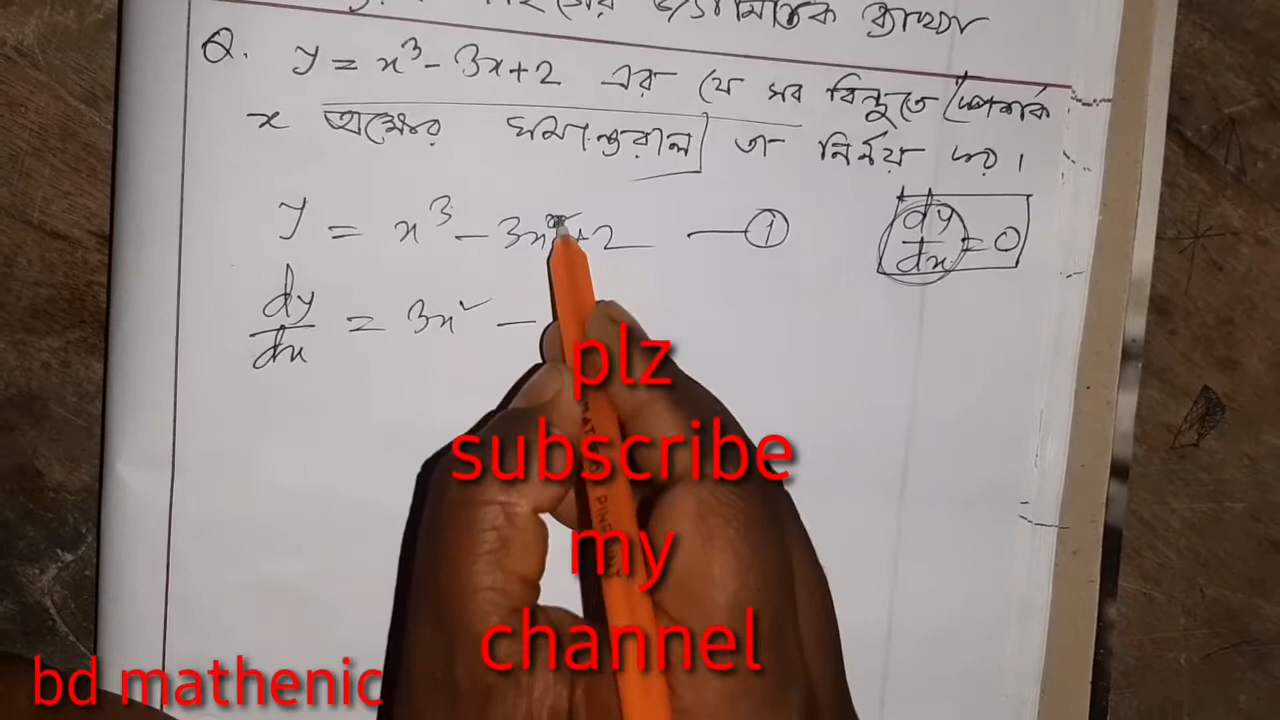 Q. y = x³ - 3x + 2 এর যে সব বিন্দুতে স্পর্শক
x অক্ষের সমান্তরাল তা নির্ণয় কর।
y = x³ - 3x + 2 — ①
dy/dx = 0
dy/dx = 3x² -
plz
subscribe
my
channel
bd mathenic